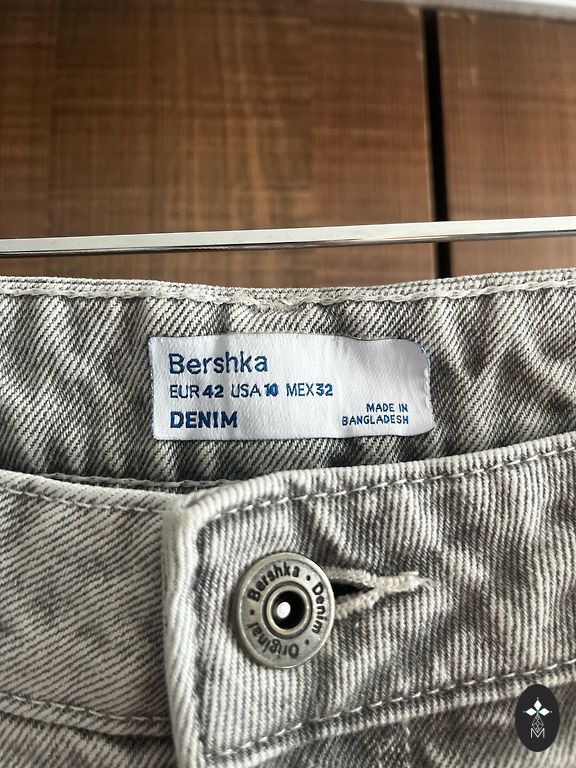 Bershka
EUR 42 USA 10 MEX 32
DENIM
MADE IN
BANGLADESH
Bershka · Denim · Original ·
M